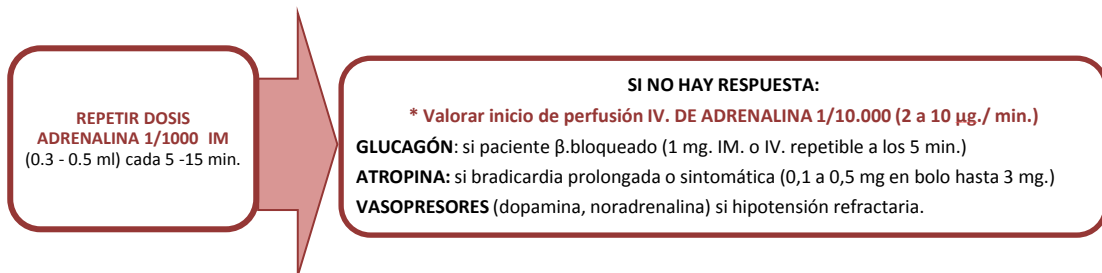 REPETIR DOSIS
ADRENALINA 1/1000 IM
(0.3 - 0.5 ml) cada 5 -15 min.
SI NO HAY RESPUESTA:
* Valorar inicio de perfusión IV. DE ADRENALINA 1/10.000 (2 a 10 µg./ min.)
GLUCAGÓN: si paciente β.bloqueado (1 mg. IM. o IV. repetible a los 5 min.)
ATROPINA: si bradicardia prolongada o sintomática (0,1 a 0,5 mg en bolo hasta 3 mg.)
VASOPRESORES (dopamina, noradrenalina) si hipotensión refractaria.